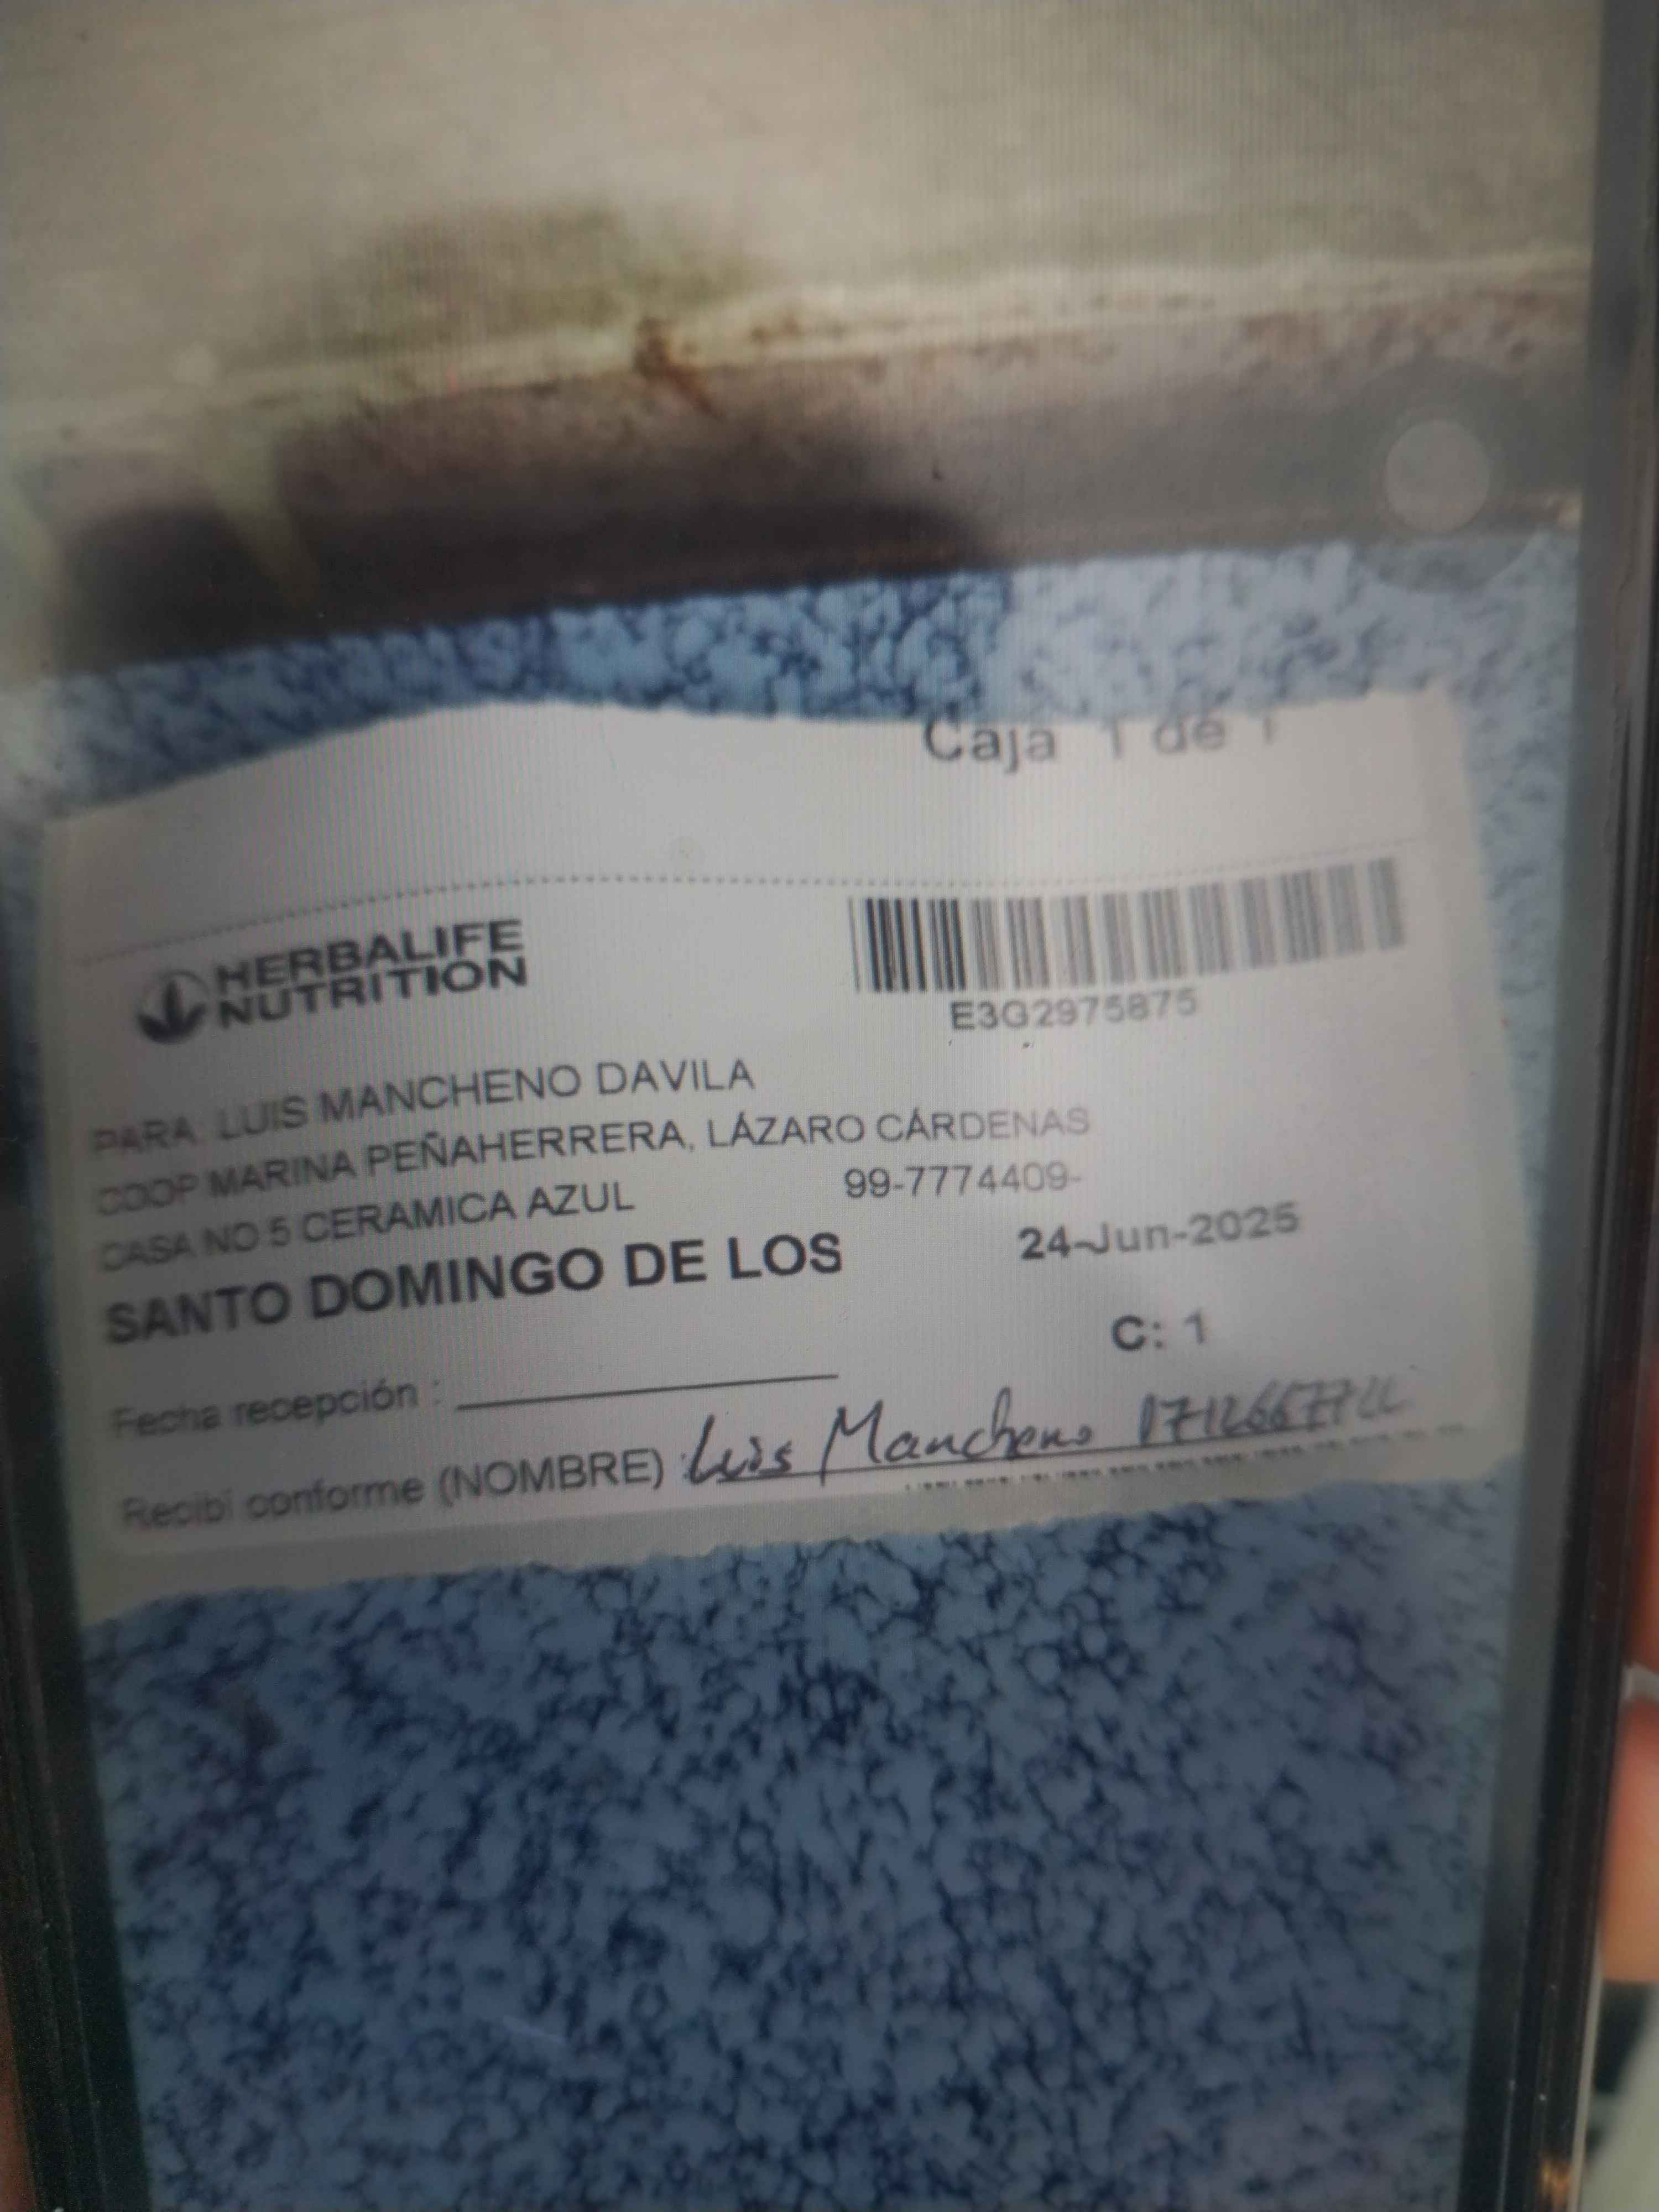 Caja 1 de 1
HERBALIFE
NUTRITION
E3G2975875
PARA: LUIS MANCHENO DAVILA
COOP MARINA PEÑAHERRERA, LÁZARO CÁRDENAS
CASA NO 5 CERAMICA AZUL 99-7774409-
SANTO DOMINGO DE LOS 24-Jun-2025
C: 1
Fecha recepción :
Recibi conforme (NOMBRE) Luis Mancheno